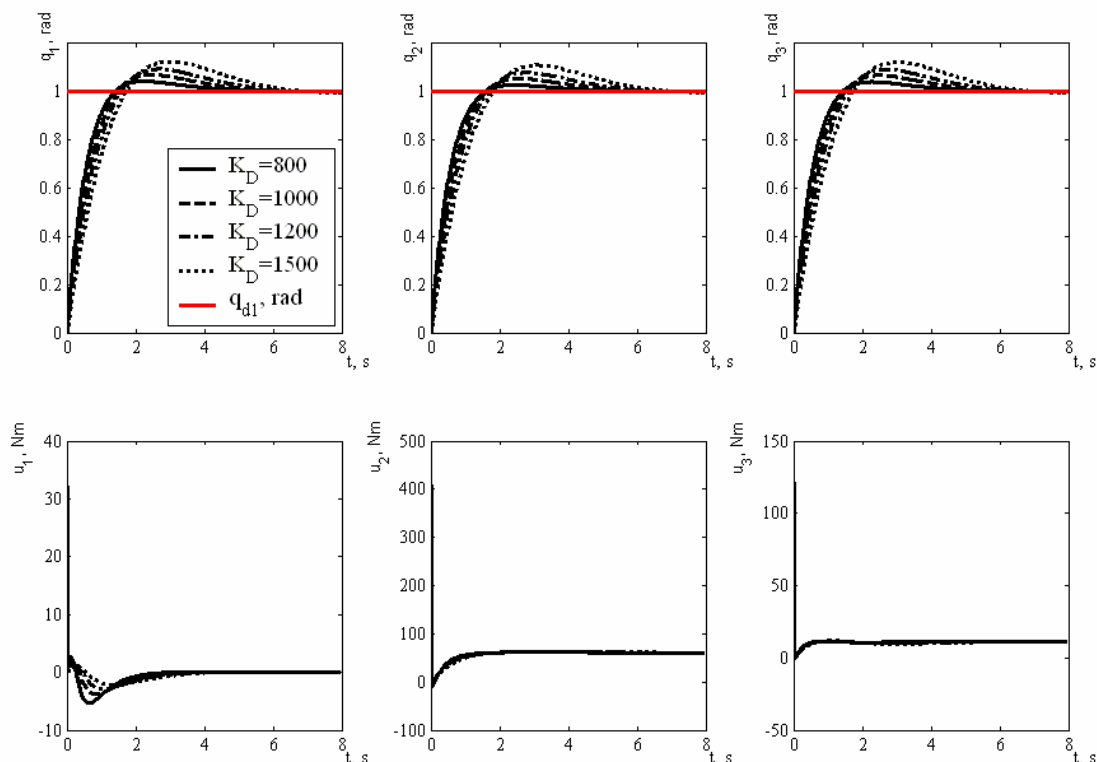 q1, rad
1
0.8
0.6
0.4
0.2
0
0 2 4 6 8
t, s
KD=800
KD=1000
KD=1200
KD=1500
qd1, rad
q2, rad
1
0.8
0.6
0.4
0.2
0
0 2 4 6 8
t, s
q3, rad
1
0.8
0.6
0.4
0.2
0
0 2 4 6 8
t, s
u1, Nm
40
30
20
10
0
-10
0 2 4 6 8
t, s
u2, Nm
500
400
300
200
100
0
-100
0 2 4 6 8
t, s
u3, Nm
150
100
50
0
-50
0 2 4 6 8
t, s